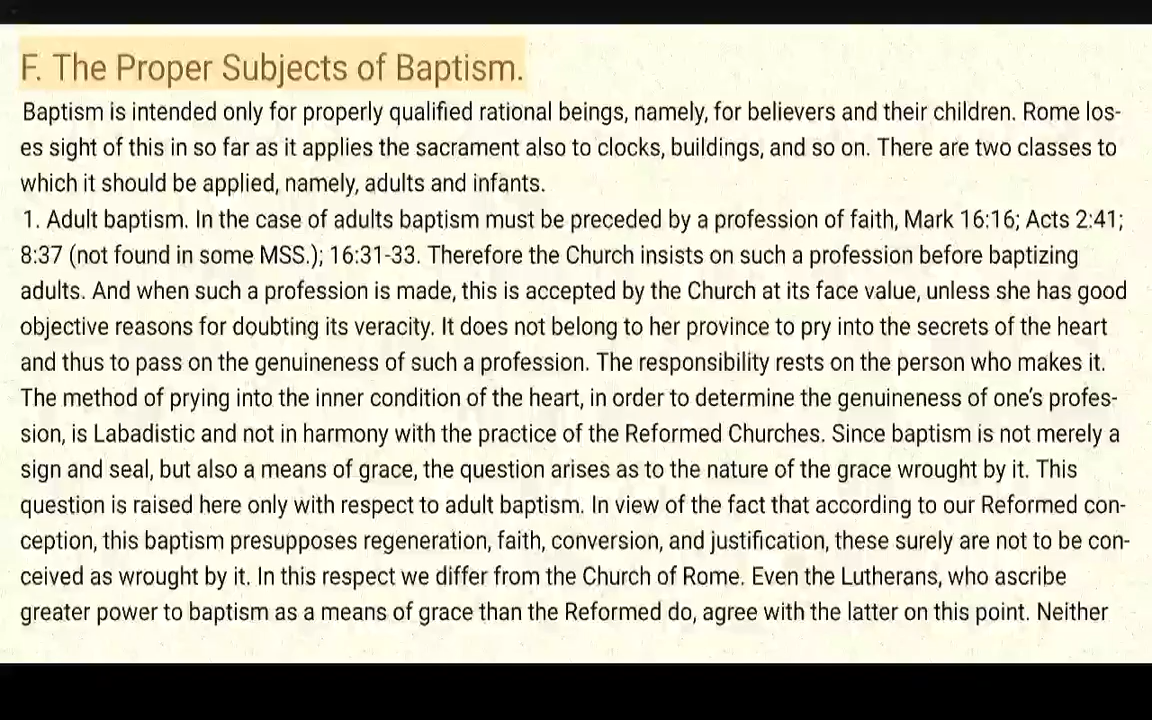 F. The Proper Subjects of Baptism.
Baptism is intended only for properly qualified rational beings, namely, for believers and their children. Rome los-
es sight of this in so far as it applies the sacrament also to clocks, buildings, and so on. There are two classes to
which it should be applied, namely, adults and infants.
1. Adult baptism. In the case of adults baptism must be preceded by a profession of faith, Mark 16:16; Acts 2:41;
8:37 (not found in some MSS.); 16:31-33. Therefore the Church insists on such a profession before baptizing
adults. And when such a profession is made, this is accepted by the Church at its face value, unless she has good
objective reasons for doubting its veracity. It does not belong to her province to pry into the secrets of the heart
and thus to pass on the genuineness of such a profession. The responsibility rests on the person who makes it.
The method of prying into the inner condition of the heart, in order to determine the genuineness of one's profes-
sion, is Labadistic and not in harmony with the practice of the Reformed Churches. Since baptism is not merely a
sign and seal, but also a means of grace, the question arises as to the nature of the grace wrought by it. This
question is raised here only with respect to adult baptism. In view of the fact that according to our Reformed con-
ception, this baptism presupposes regeneration, faith, conversion, and justification, these surely are not to be con-
ceived as wrought by it. In this respect we differ from the Church of Rome. Even the Lutherans, who ascribe
greater power to baptism as a means of grace than the Reformed do, agree with the latter on this point. Neither